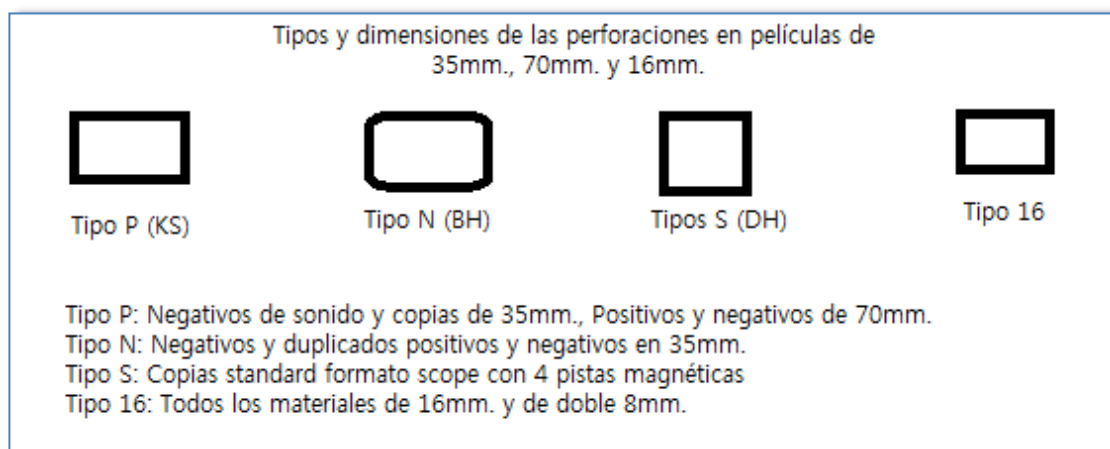 Tipos y dimensiones de las perforaciones en películas de
35mm., 70mm. y 16mm.
Tipo P (KS)
Tipo N (BH)
Tipos S (DH)
Tipo 16
Tipo P: Negativos de sonido y copias de 35mm., Positivos y negativos de 70mm.
Tipo N: Negativos y duplicados positivos y negativos en 35mm.
Tipo S: Copias standard formato scope con 4 pistas magnéticas
Tipo 16: Todos los materiales de 16mm. y de doble 8mm.